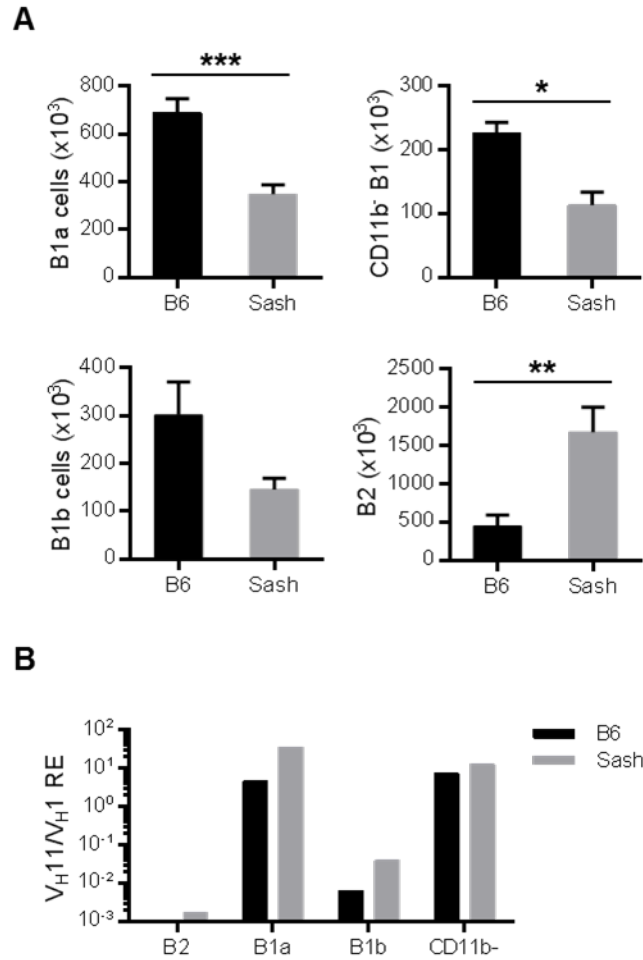 A
***
B1a cells (x10³)
800
600
400
200
0
B6 Sash
*
CD11b⁻ B1 (x10³)
300
200
100
0
B6 Sash
B1b cells (x10³)
400
300
200
100
0
B6 Sash
**
B2 (x10³)
2500
2000
1500
1000
500
0
B6 Sash
B
V_H11/V_H1 RE
10²
10¹
10⁰
10⁻¹
10⁻²
10⁻³
B2 B1a B1b CD11b-
B6
Sash